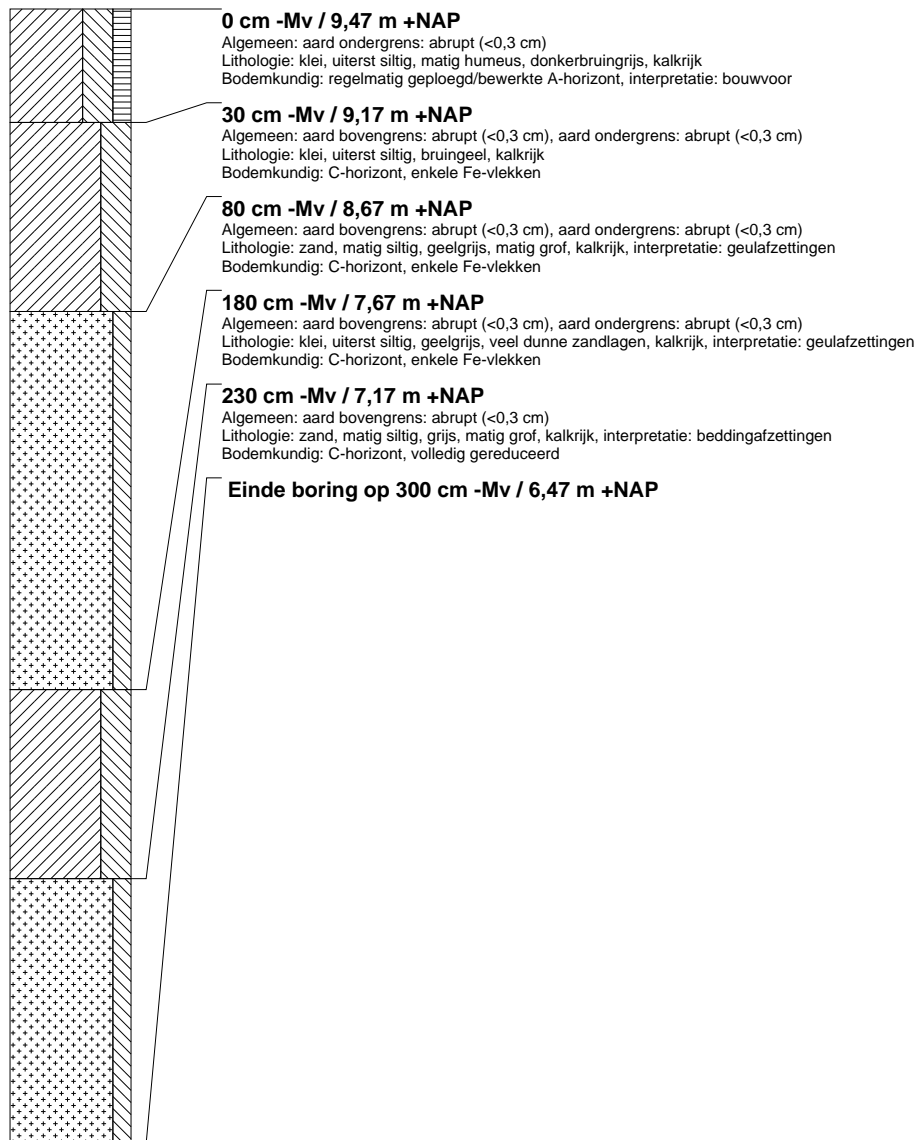 0 cm -Mv / 9,47 m +NAP
Algemeen: aard ondergrens: abrupt (<0,3 cm)
Lithologie: klei, uiterst siltig, matig humeus, donkerbruingrijs, kalkrijk
Bodemkundig: regelmatig geploegd/bewerkte A-horizont, interpretatie: bouwvoor
30 cm -Mv / 9,17 m +NAP
Algemeen: aard bovengrens: abrupt (<0,3 cm), aard ondergrens: abrupt (<0,3 cm)
Lithologie: klei, uiterst siltig, bruingeel, kalkrijk
Bodemkundig: C-horizont, enkele Fe-vlekken
80 cm -Mv / 8,67 m +NAP
Algemeen: aard bovengrens: abrupt (<0,3 cm), aard ondergrens: abrupt (<0,3 cm)
Lithologie: zand, matig siltig, geelgrijs, matig grof, kalkrijk, interpretatie: geulafzettingen
Bodemkundig: C-horizont, enkele Fe-vlekken
180 cm -Mv / 7,67 m +NAP
Algemeen: aard bovengrens: abrupt (<0,3 cm), aard ondergrens: abrupt (<0,3 cm)
Lithologie: klei, uiterst siltig, geelgrijs, veel dunne zandlagen, kalkrijk, interpretatie: geulafzettingen
Bodemkundig: C-horizont, enkele Fe-vlekken
230 cm -Mv / 7,17 m +NAP
Algemeen: aard bovengrens: abrupt (<0,3 cm)
Lithologie: zand, matig siltig, grijs, matig grof, kalkrijk, interpretatie: beddingafzettingen
Bodemkundig: C-horizont, volledig gereduceerd
Einde boring op 300 cm -Mv / 6,47 m +NAP